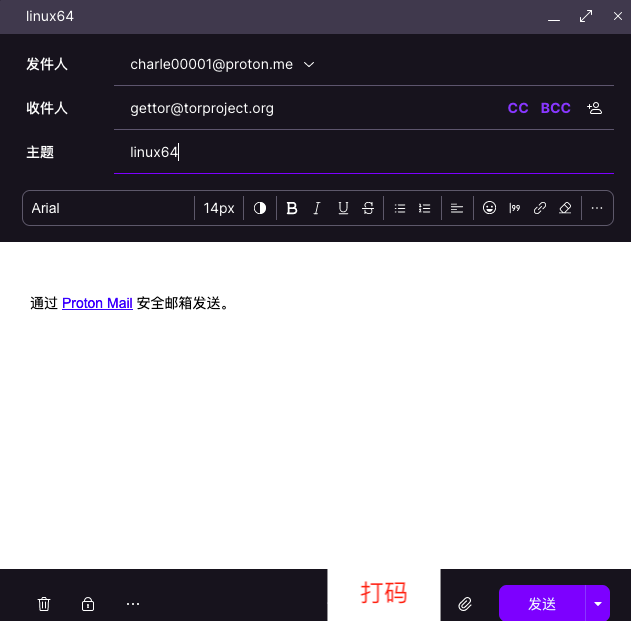 linux64
发件人 charle00001@proton.me
收件人 gettor@torproject.org CC BCC
主题 linux64
Arial 14px B I U S
通过 Proton Mail 安全邮箱发送。
打码
发送